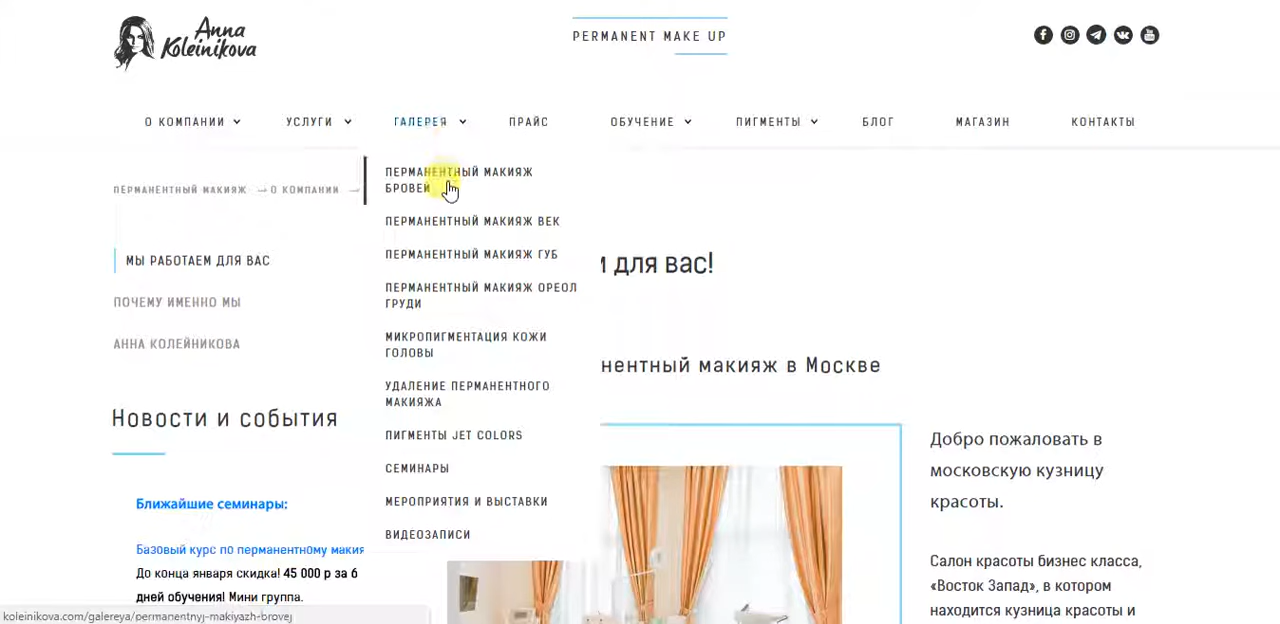 Anna
Koleinikova
PERMANENT MAKE UP
О КОМПАНИИ
УСЛУГИ
ГАЛЕРЕЯ
ПРАЙС
ОБУЧЕНИЕ
ПИГМЕНТЫ
БЛОГ
МАГАЗИН
КОНТАКТЫ
ПЕРМАНЕНТНЫЙ МАКИЯЖ → О КОМПАНИИ →
МЫ РАБОТАЕМ ДЛЯ ВАС
ПОЧЕМУ ИМЕННО МЫ
АННА КОЛЕЙНИКОВА
Новости и события
Ближайшие семинары:
Базовый курс по перманентному макия
До конца января скидка! 45 000 р за 6
дней обучения! Мини группа.
ПЕРМАНЕНТНЫЙ МАКИЯЖ
БРОВЕЙ
ПЕРМАНЕНТНЫЙ МАКИЯЖ ВЕК
ПЕРМАНЕНТНЫЙ МАКИЯЖ ГУБ
ПЕРМАНЕНТНЫЙ МАКИЯЖ ОРЕОЛ
ГРУДИ
МИКРОПИГМЕНТАЦИЯ КОЖИ
ГОЛОВЫ
УДАЛЕНИЕ ПЕРМАНЕНТНОГО
МАКИЯЖА
ПИГМЕНТЫ JET COLORS
СЕМИНАРЫ
МЕРОПРИЯТИЯ И ВЫСТАВКИ
ВИДЕОЗАПИСИ
для вас!
нентный макияж в Москве
Добро пожаловать в
московскую кузницу
красоты.
Салон красоты бизнес класса,
«Восток Запад», в котором
находится кузница красоты и
koleinikova.com/galereya/permanentnyj-makiyazh-brovej